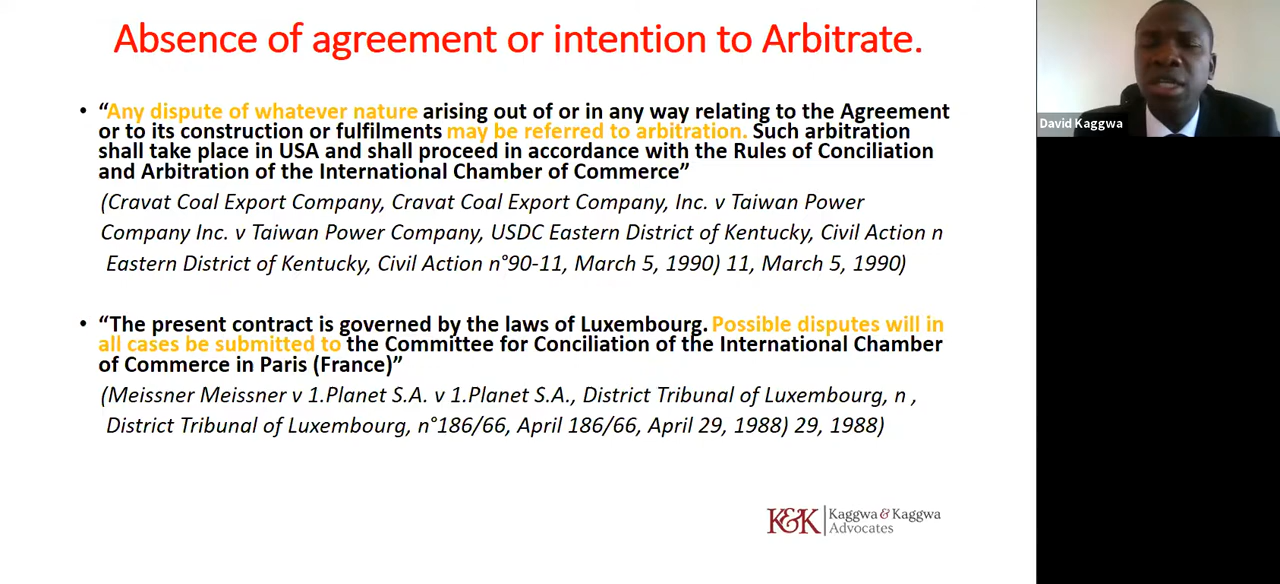 Absence of agreement or intention to Arbitrate.
• “Any dispute of whatever nature arising out of or in any way relating to the Agreement
or to its construction or fulfilments may be referred to arbitration. Such arbitration
shall take place in USA and shall proceed in accordance with the Rules of Conciliation
and Arbitration of the International Chamber of Commerce”
(Cravat Coal Export Company, Cravat Coal Export Company, Inc. v Taiwan Power
Company Inc. v Taiwan Power Company, USDC Eastern District of Kentucky, Civil Action n
Eastern District of Kentucky, Civil Action n°90-11, March 5, 1990) 11, March 5, 1990)
• “The present contract is governed by the laws of Luxembourg. Possible disputes will in
all cases be submitted to the Committee for Conciliation of the International Chamber
of Commerce in Paris (France)”
(Meissner Meissner v 1.Planet S.A. v 1.Planet S.A., District Tribunal of Luxembourg, n ,
District Tribunal of Luxembourg, n°186/66, April 186/66, April 29, 1988) 29, 1988)
K&K Kaggwa & Kaggwa
Advocates
David Kaggwa